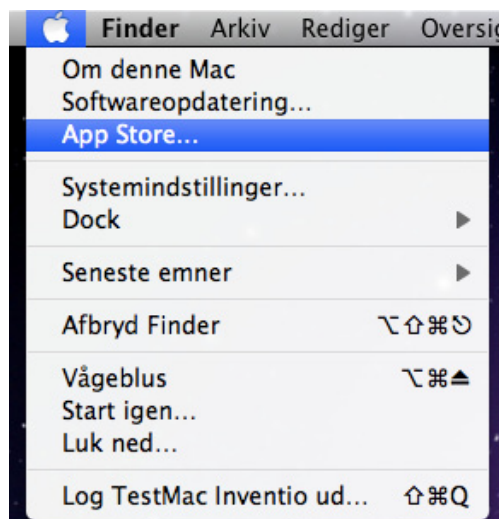 Finder Arkiv Rediger Oversig
Om denne Mac
Softwareopdatering...
App Store...
Systemindstillinger...
Dock
Seneste emner
Afbryd Finder ⌥⇧⌘⎋
Vågeblus ⌥⌘⏏
Start igen...
Luk ned...
Log TestMac Inventio ud... ⇧⌘Q